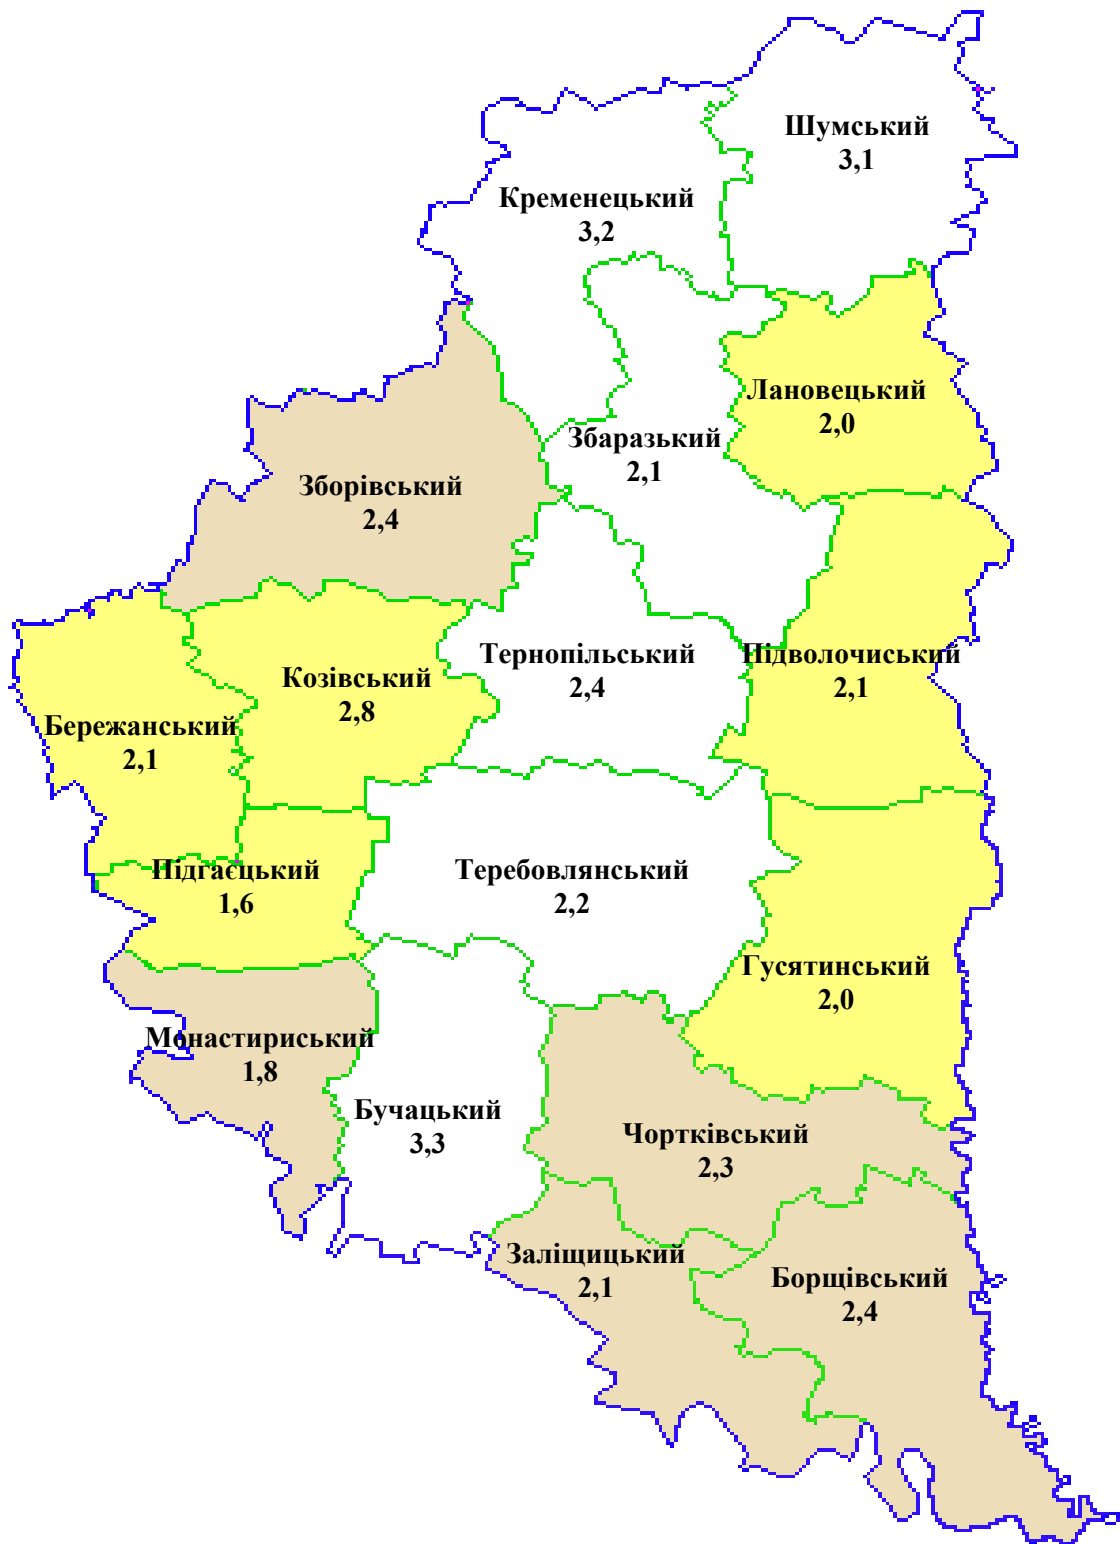 Шумський
3,1
Кременецький
3,2
Лановецький
2,0
Збаразький
2,1
Зборівський
2,4
Тернопільський
2,4
Підволочиський
2,1
Козівський
2,8
Бережанський
2,1
Підгаєцький
1,6
Теребовлянський
2,2
Гусятинський
2,0
Монастириський
1,8
Бучацький
3,3
Чортківський
2,3
Заліщицький
2,1
Борщівський
2,4